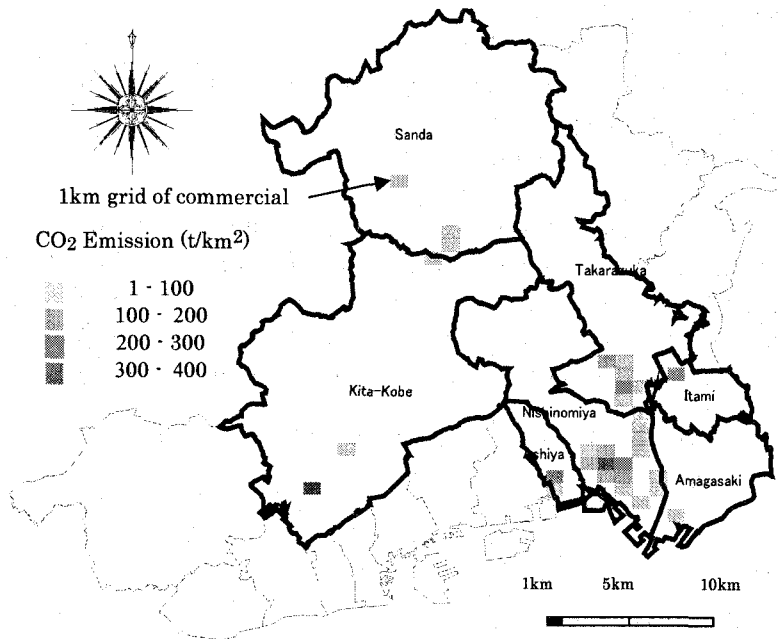 Sanda
1km grid of commercial
CO₂ Emission (t/km²)
1 - 100
100 - 200
200 - 300
300 - 400
Takarazuka
Kita-Kobe
Itami
Nishinomiya
shiya
Amagasaki
1km 5km 10km